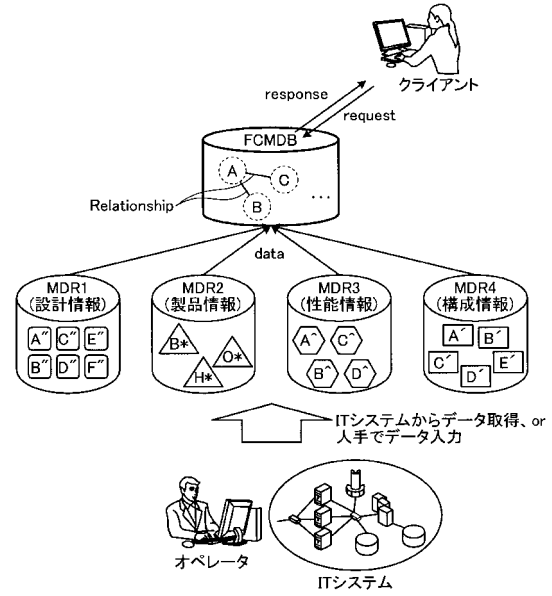 クライアント
response
request
FCMDB
A
C
B
...
Relationship
data
MDR1
(設計情報)
MDR2
(製品情報)
MDR3
(性能情報)
MDR4
(構成情報)
A″ C″ E″
B″ D″ F″
B*
O*
H*
A^ C^
B^ D^
A′ B′
C′ D′ E′
ITシステムからデータ取得、or
人手でデータ入力
オペレータ
ITシステム